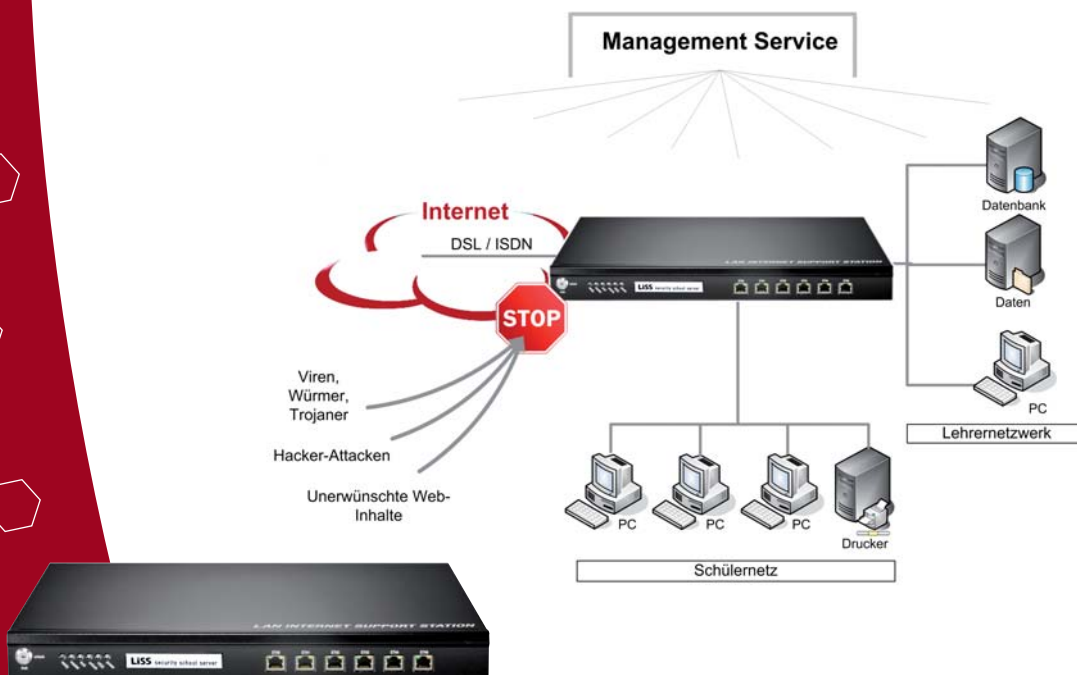 Management Service
Datenbank
Internet
DSL / ISDN
LAN INTERNET SUPPORT STATION
LiSS security school server
Daten
STOP
Viren,
Würmer,
Trojaner
PC
Lehrernetzwerk
Hacker-Attacken
Unerwünschte Web-
Inhalte
PC
PC
PC
Drucker
Schülernetz
LAN INTERNET SUPPORT STATION
LiSS security school server